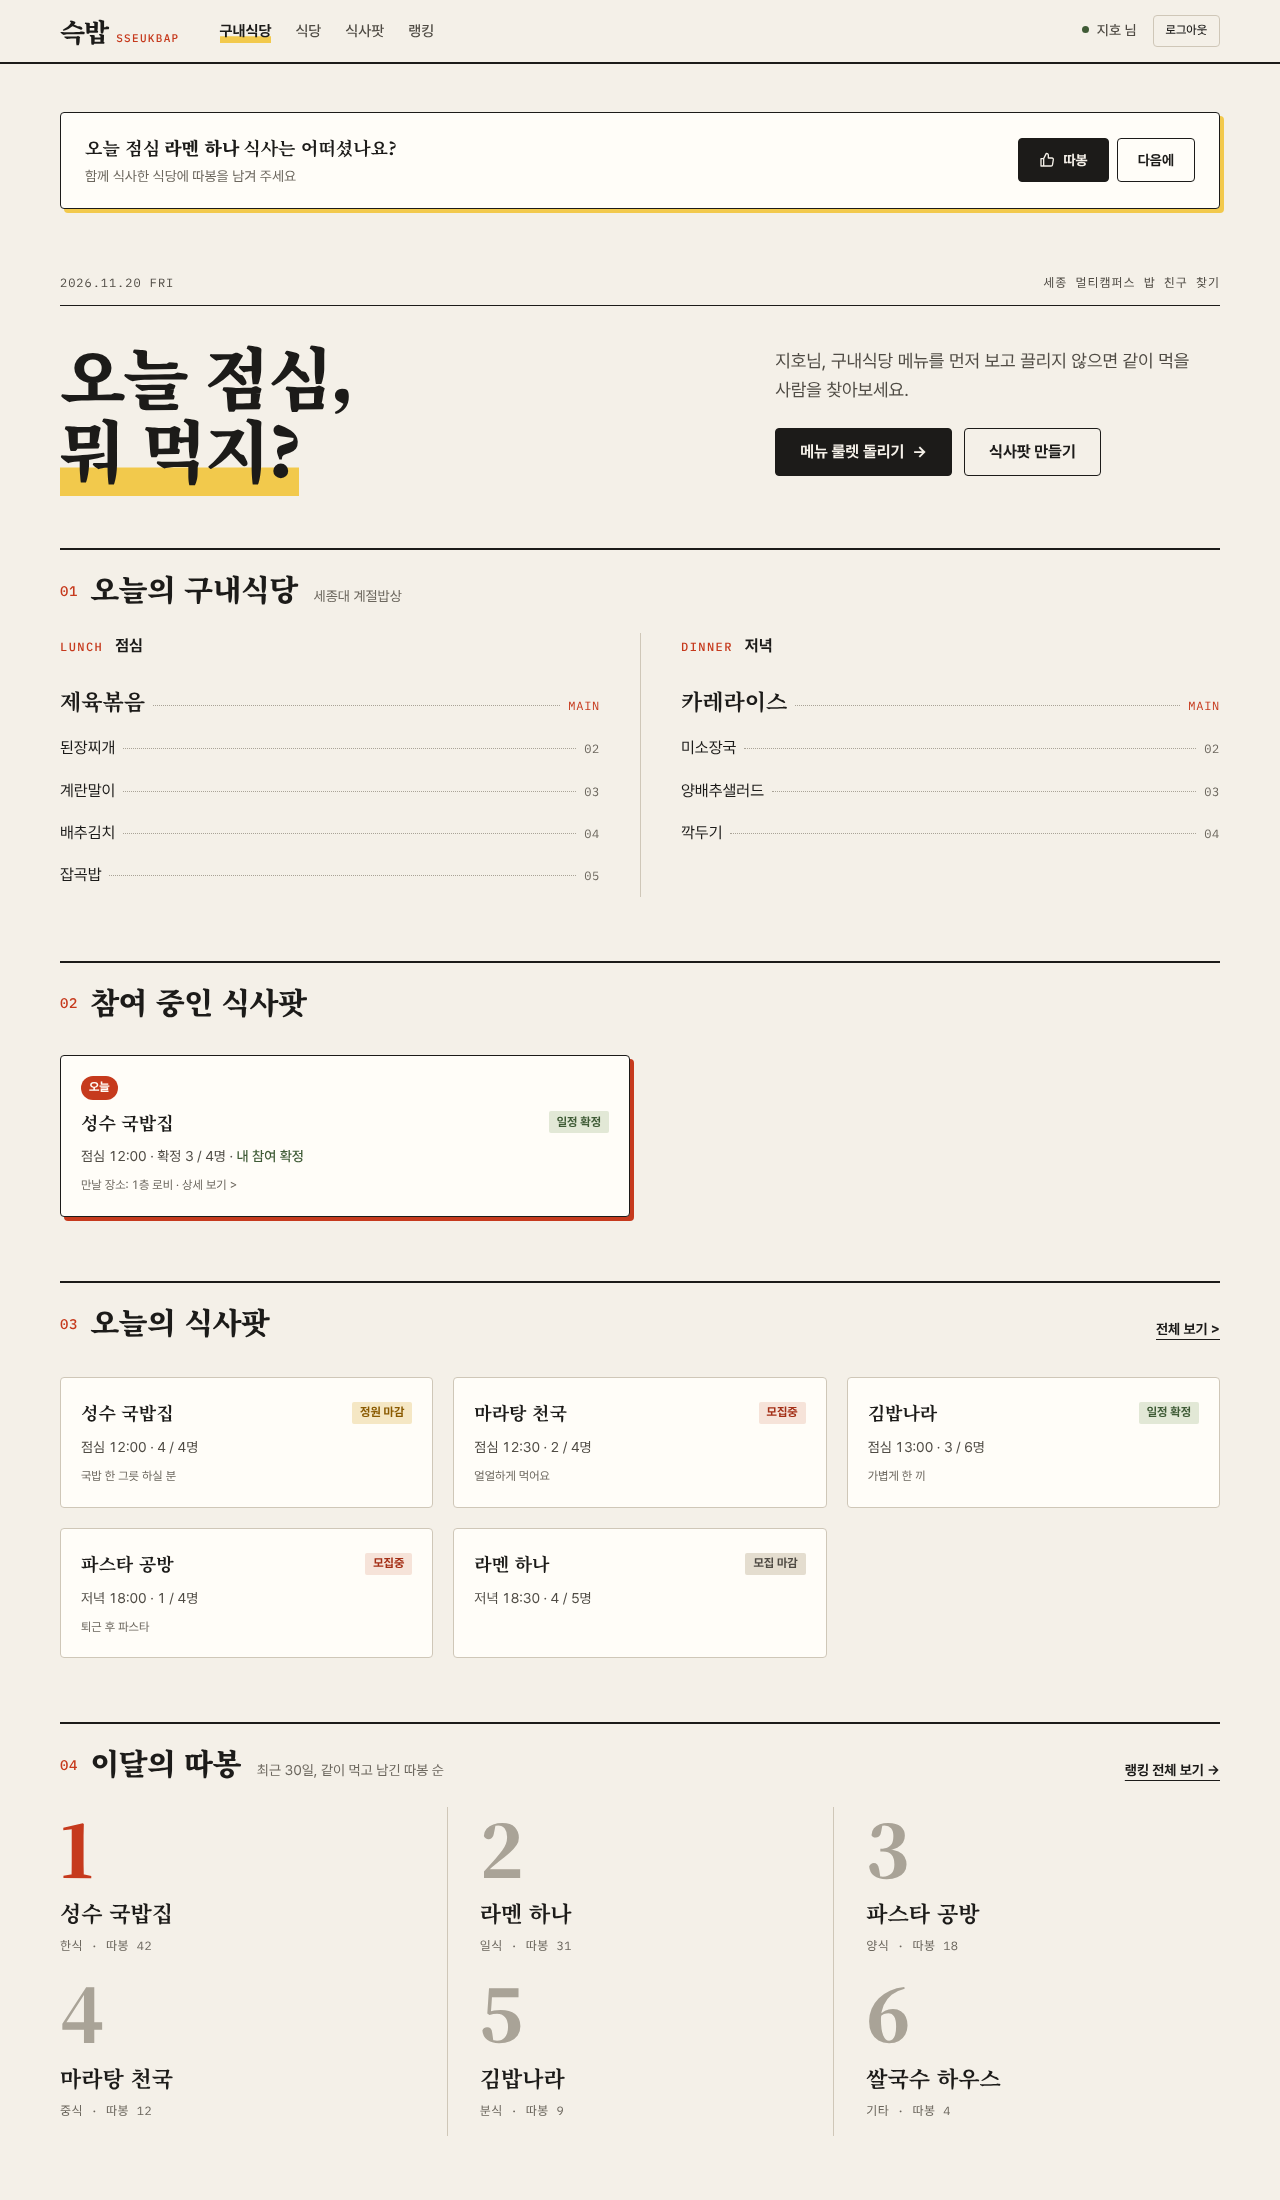 슥밥 SSEUKBAP 구내식당 식당 식사팟 랭킹 지호 님 로그아웃
오늘 점심 라멘 하나 식사는 어떠셨나요?
함께 식사한 식당에 따봉을 남겨 주세요
따봉 다음에
2026.11.20 FRI 세종 멀티캠퍼스 밥 친구 찾기
오늘 점심,
뭐 먹지?
지호님, 구내식당 메뉴를 먼저 보고 끌리지 않으면 같이 먹을
사람을 찾아보세요.
메뉴 룰렛 돌리기 → 식사팟 만들기
01 오늘의 구내식당 세종대 계절밥상
LUNCH 점심
제육볶음 MAIN
된장찌개 02
계란말이 03
배추김치 04
잡곡밥 05
DINNER 저녁
카레라이스 MAIN
미소장국 02
양배추샐러드 03
깍두기 04
02 참여 중인 식사팟
오늘
성수 국밥집 일정 확정
점심 12:00 · 확정 3 / 4명 · 내 참여 확정
만날 장소: 1층 로비 · 상세 보기 >
03 오늘의 식사팟 전체 보기 >
성수 국밥집 정원 마감
점심 12:00 · 4 / 4명
국밥 한 그릇 하실 분
마라탕 천국 모집중
점심 12:30 · 2 / 4명
얼얼하게 먹어요
김밥나라 일정 확정
점심 13:00 · 3 / 6명
가볍게 한 끼
파스타 공방 모집중
저녁 18:00 · 1 / 4명
퇴근 후 파스타
라멘 하나 모집 마감
저녁 18:30 · 4 / 5명
04 이달의 따봉 최근 30일, 같이 먹고 남긴 따봉 순 랭킹 전체 보기 →
1
성수 국밥집
한식 · 따봉 42
2
라멘 하나
일식 · 따봉 31
3
파스타 공방
양식 · 따봉 18
4
마라탕 천국
중식 · 따봉 12
5
김밥나라
분식 · 따봉 9
6
쌀국수 하우스
기타 · 따봉 4